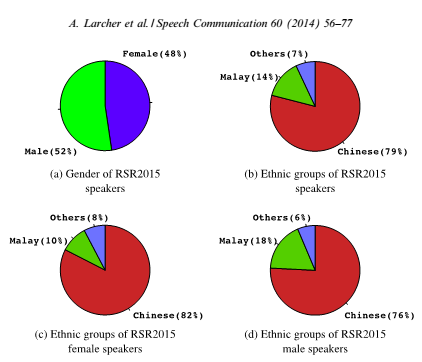 A. Larcher et al. / Speech Communication 60 (2014) 56–77
Female(48%)
Male(52%)
(a) Gender of RSR2015
speakers
Others(7%)
Malay(14%)
Chinese(79%)
(b) Ethnic groups of RSR2015
speakers
Others(8%)
Malay(10%)
Chinese(82%)
(c) Ethnic groups of RSR2015
female speakers
Others(6%)
Malay(18%)
Chinese(76%)
(d) Ethnic groups of RSR2015
male speakers